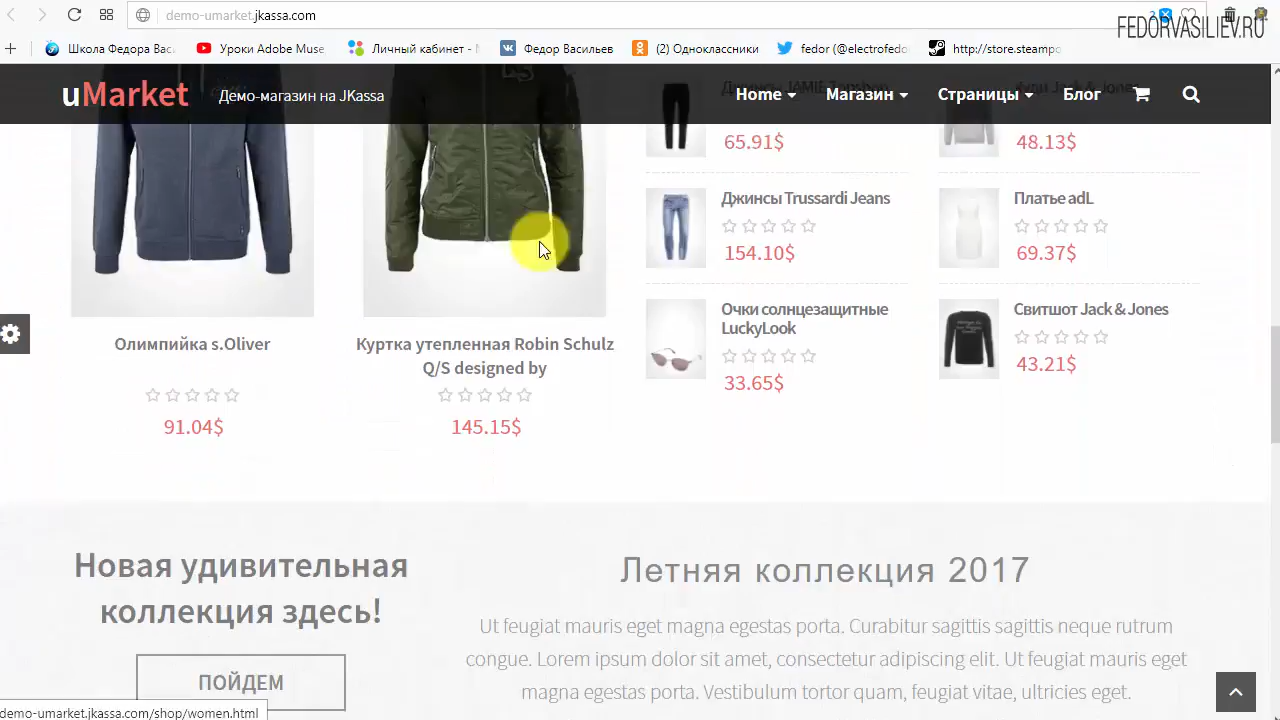 demo-umarket.jkassa.com
FEDORVASILIEV.RU
Школа Федора Вас
Уроки Adobe Muse
Личный кабинет -
Федор Васильев
(2) Одноклассники
fedor (@electrofedo
http://store.steampo
uMarket
Демо-магазин на JKassa
Home
Магазин
Страницы
Блог
65.91$
48.13$
Джинсы Trussardi Jeans
154.10$
Платье adL
69.37$
Очки солнцезащитные
LuckyLook
33.65$
Свитшот Jack & Jones
43.21$
Олимпийка s.Oliver
91.04$
Куртка утепленная Robin Schulz
Q/S designed by
145.15$
Новая удивительная
коллекция здесь!
ПОЙДЕМ
Летняя коллекция 2017
Ut feugiat mauris eget magna egestas porta. Curabitur sagittis sagittis neque rutrum
congue. Lorem ipsum dolor sit amet, consectetur adipiscing elit. Ut feugiat mauris eget
magna egestas porta. Vestibulum tortor quam, feugiat vitae, ultricies eget.
demo-umarket.jkassa.com/shop/women.html